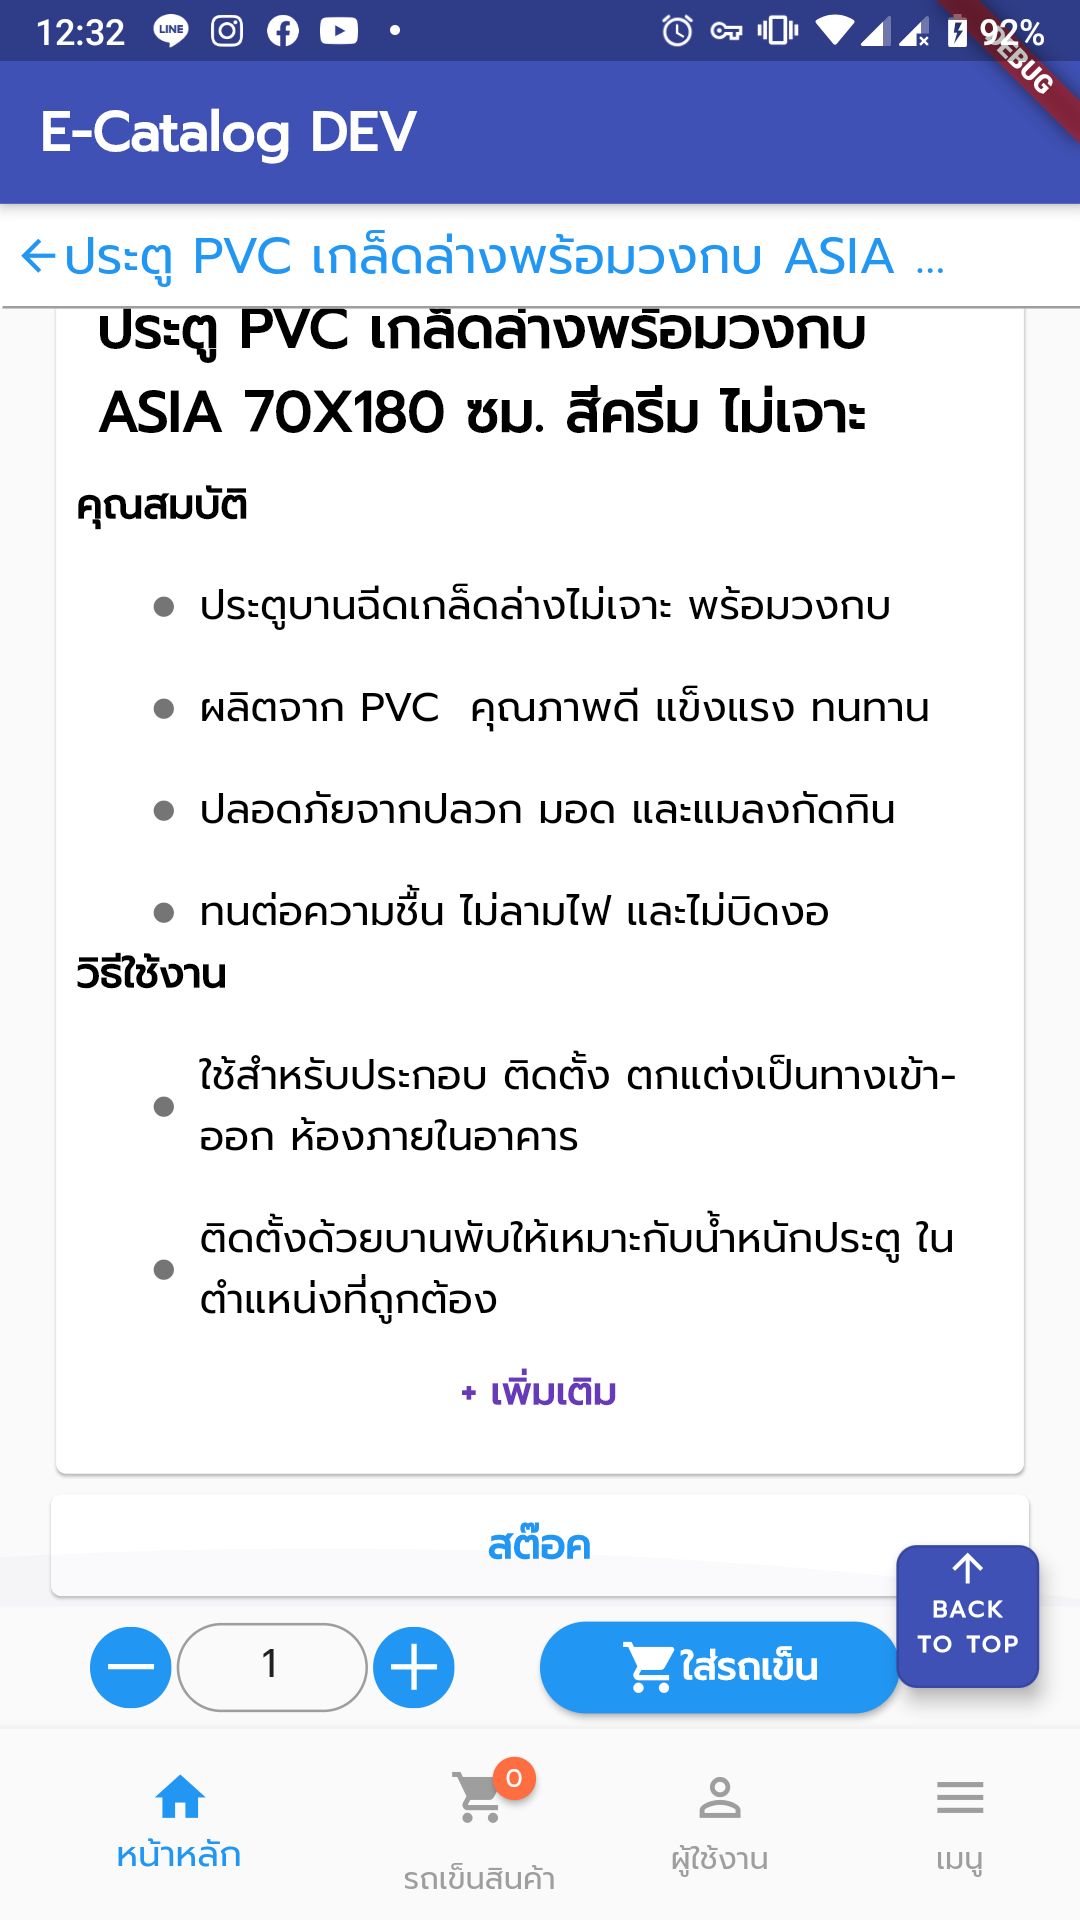 12:32
LINE
92%
DEBUG
E-Catalog DEV
ประตู PVC เกล็ดล่างพร้อมวงกบ ASIA ...
ประตู PVC เกล็ดล่างพร้อมวงกบ
ASIA 70X180 ซม. สีครีม ไม่เจาะ
คุณสมบัติ
ประตูบานฉีดเกล็ดล่างไม่เจาะ พร้อมวงกบ
ผลิตจาก PVC คุณภาพดี แข็งแรง ทนทาน
ปลอดภัยจากปลวก มอด และแมลงกัดกิน
ทนต่อความชื้น ไม่ลามไฟ และไม่บิดงอ
วิธีใช้งาน
ใช้สำหรับประกอบ ติดตั้ง ตกแต่งเป็นทางเข้า-
ออก ห้องภายในอาคาร
ติดตั้งด้วยบานพับให้เหมาะกับน้ำหนักประตู ใน
ตำแหน่งที่ถูกต้อง
+ เพิ่มเติม
สต๊อค
BACK
TO TOP
1
ใส่รถเข็น
0
หน้าหลัก
รถเข็นสินค้า
ผู้ใช้งาน
เมนู